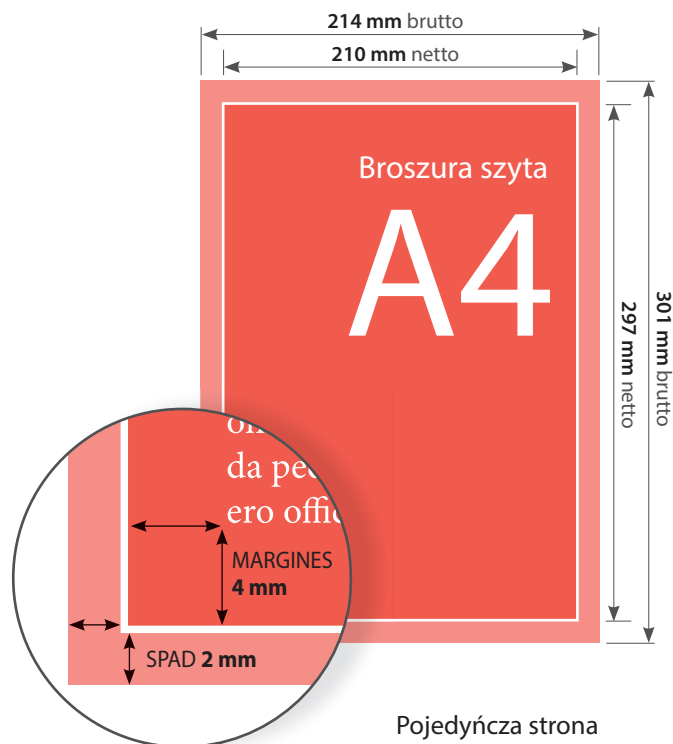 214 mm brutto
210 mm netto
Broszura szyta
A4
297 mm netto
301 mm brutto
da pe
ero offic
MARGINES
4 mm
SPAD 2 mm
Pojedyńcza strona